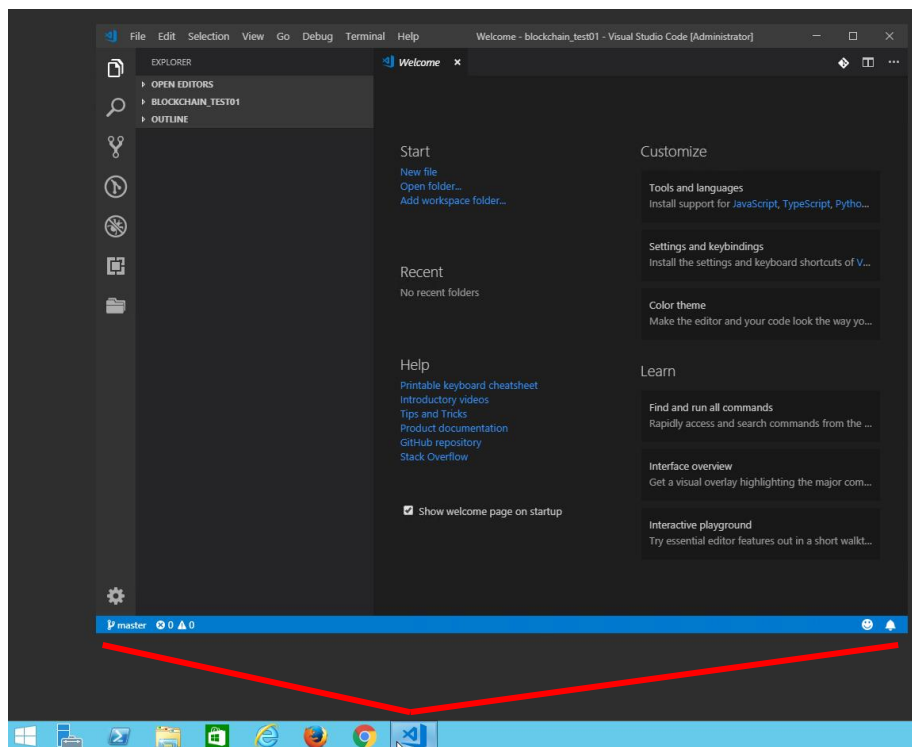 File Edit Selection View Go Debug Terminal Help Welcome - blockchain_test01 - Visual Studio Code [Administrator]
EXPLORER
OPEN EDITORS
BLOCKCHAIN_TEST01
OUTLINE
Welcome
Start
New file
Open folder...
Add workspace folder...
Recent
No recent folders
Help
Printable keyboard cheatsheet
Introductory videos
Tips and Tricks
Product documentation
GitHub repository
Stack Overflow
Show welcome page on startup
Customize
Tools and languages
Install support for JavaScript, TypeScript, Pytho...
Settings and keybindings
Install the settings and keyboard shortcuts of V...
Color theme
Make the editor and your code look the way yo...
Learn
Find and run all commands
Rapidly access and search commands from the ...
Interface overview
Get a visual overlay highlighting the major com...
Interactive playground
Try essential editor features out in a short walkt...
master 0 0